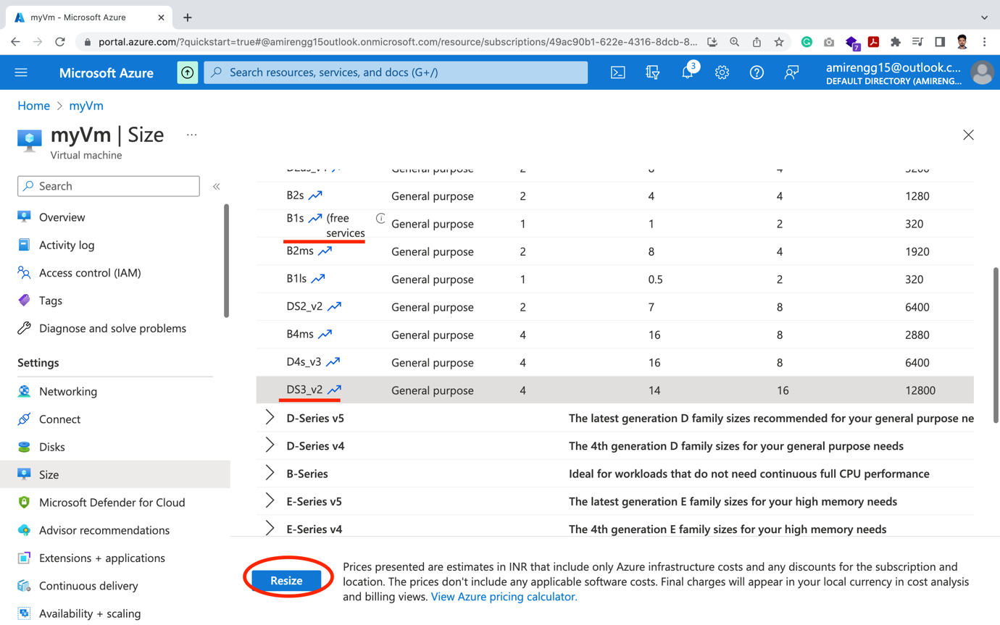 myVm - Microsoft Azure
portal.azure.com/?quickstart=true#@amirengg15outlook.onmicrosoft.com/resource/subscriptions/49ac90b1-622e-4316-8dcb-8...
7
Microsoft Azure
Search resources, services, and docs (G+/)
3
amirengg15@outlook.c...
DEFAULT DIRECTORY (AMIRENG...
Home > myVm
myVm | Size ...
Virtual machine
Search
«
Overview
Activity log
Access control (IAM)
Tags
Diagnose and solve problems
Settings
Networking
Connect
Disks
Size
Microsoft Defender for Cloud
Advisor recommendations
Extensions + applications
Continuous delivery
Availability + scaling
General purpose 2 8 4 3200
B2s General purpose 2 4 4 1280
B1s (free services General purpose 1 1 2 320
B2ms General purpose 2 8 4 1920
B1ls General purpose 1 0.5 2 320
DS2_v2 General purpose 2 7 8 6400
B4ms General purpose 4 16 8 2880
D4s_v3 General purpose 4 16 8 6400
DS3_v2 General purpose 4 14 16 12800
D-Series v5 The latest generation D family sizes recommended for your general purpose ne
D-Series v4 The 4th generation D family sizes for your general purpose needs
B-Series Ideal for workloads that do not need continuous full CPU performance
E-Series v5 The latest generation E family sizes for your high memory needs
E-Series v4 The 4th generation E family sizes for your high memory needs
Resize
Prices presented are estimates in INR that include only Azure infrastructure costs and any discounts for the subscription and
location. The prices don't include any applicable software costs. Final charges will appear in your local currency in cost analysis
and billing views. View Azure pricing calculator.